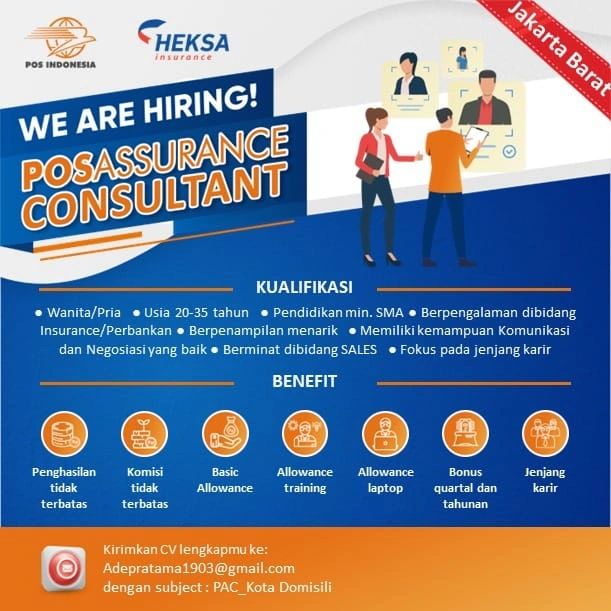 POS INDONESIA
HEKSA
insurance
Jakarta Barat
WE ARE HIRING!
POSASSURANCE
CONSULTANT
KUALIFIKASI
● Wanita/Pria ● Usia 20-35 tahun ● Pendidikan min. SMA ● Berpengalaman dibidang
Insurance/Perbankan ● Berpenampilan menarik ● Memiliki kemampuan Komunikasi
dan Negosiasi yang baik ● Berminat dibidang SALES ● Fokus pada jenjang karir
BENEFIT
Penghasilan
tidak
terbatas
Komisi
tidak
terbatas
Basic
Allowance
Allowance
training
Allowance
laptop
Bonus
quartal dan
tahunan
Jenjang
karir
Kirimkan CV lengkapmu ke:
Adepratama1903@gmail.com
dengan subject : PAC_Kota Domisili